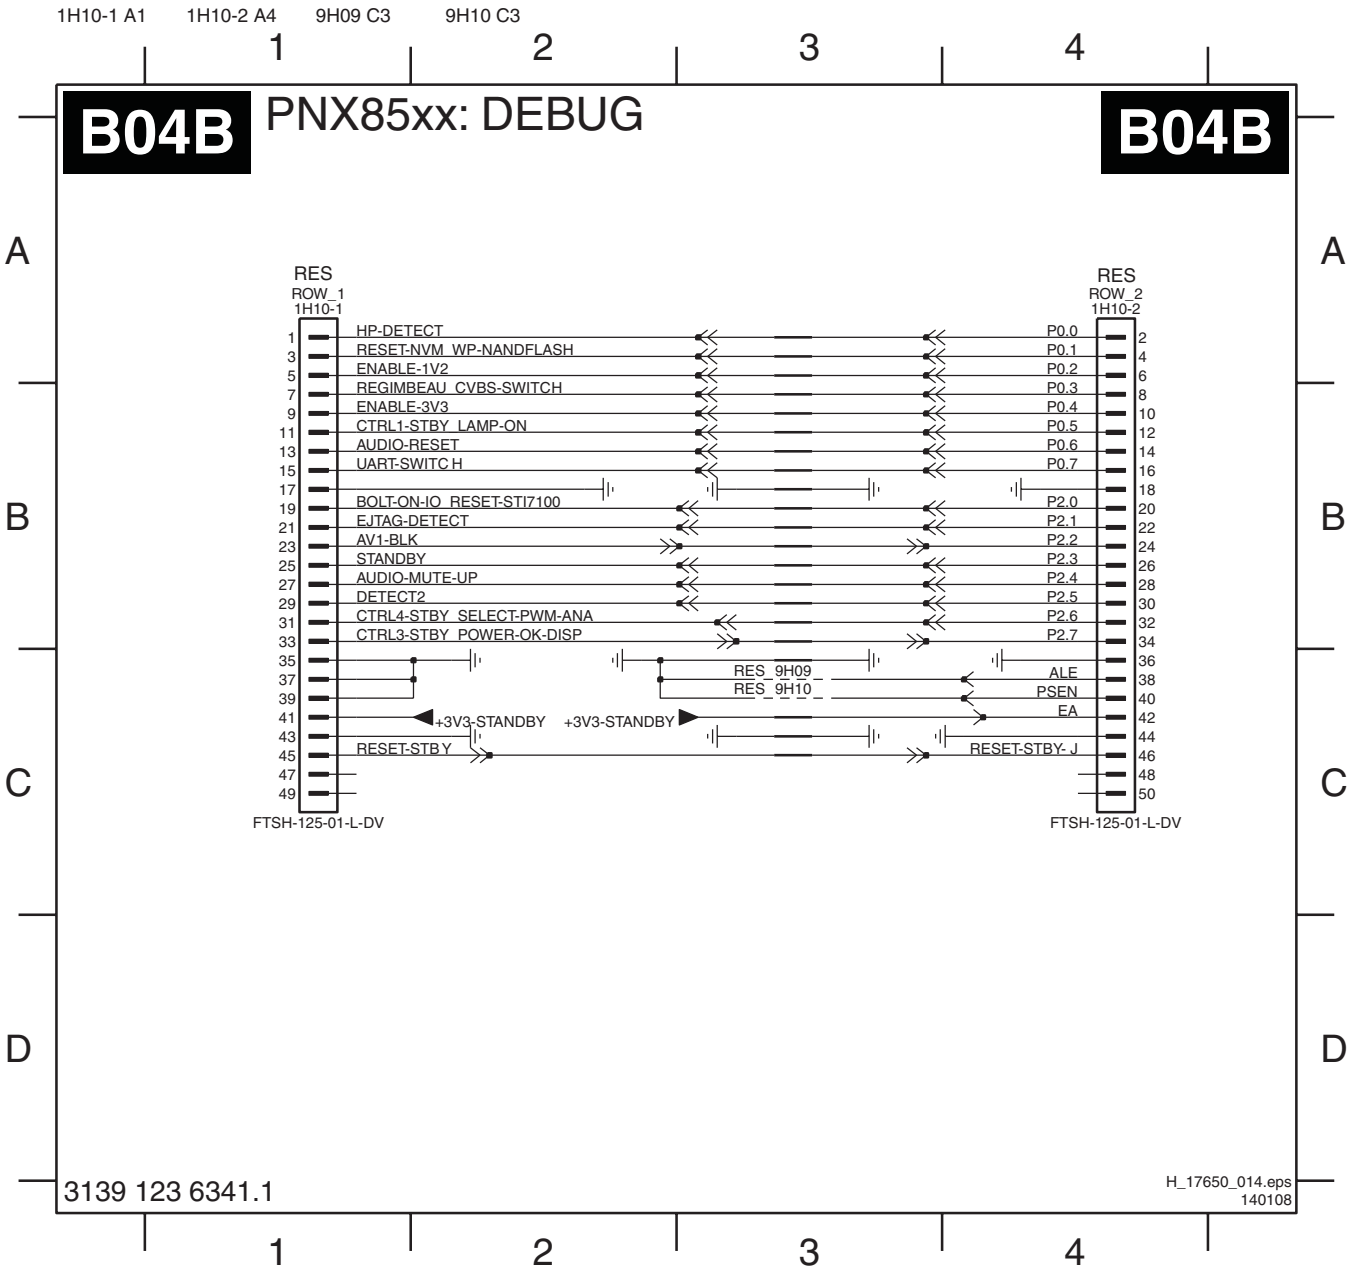 1H10-1 A1 1H10-2 A4 9H09 C3 9H10 C3
1 2 3 4
B04B PNX85xx: DEBUG B04B
A A
RES RES
ROW_1 ROW_2
1H10-1 1H10-2
1 HP-DETECT P0.0 2
3 RESET-NVM_WP-NANDFLASH P0.1 4
5 ENABLE-1V2 P0.2 6
7 REGIMBEAU_CVBS-SWITCH P0.3 8
9 ENABLE-3V3 P0.4 10
11 CTRL1-STBY_LAMP-ON P0.5 12
13 AUDIO-RESET P0.6 14
15 UART-SWITCH P0.7 16
17 18
B 19 BOLT-ON-IO_RESET-STI7100 P2.0 20 B
21 EJTAG-DETECT P2.1 22
23 AV1-BLK P2.2 24
25 STANDBY P2.3 26
27 AUDIO-MUTE-UP P2.4 28
29 DETECT2 P2.5 30
31 CTRL4-STBY_SELECT-PWM-ANA P2.6 32
33 CTRL3-STBY_POWER-OK-DISP P2.7 34
35 36
37 RES 9H09 ALE 38
39 RES 9H10 PSEN 40
41 +3V3-STANDBY +3V3-STANDBY EA 42
43 44
45 RESET-STBY RESET-STBY-J 46
C 47 48 C
49 50
FTSH-125-01-L-DV FTSH-125-01-L-DV
D D
3139 123 6341.1 H_17650_014.eps
140108
1 2 3 4